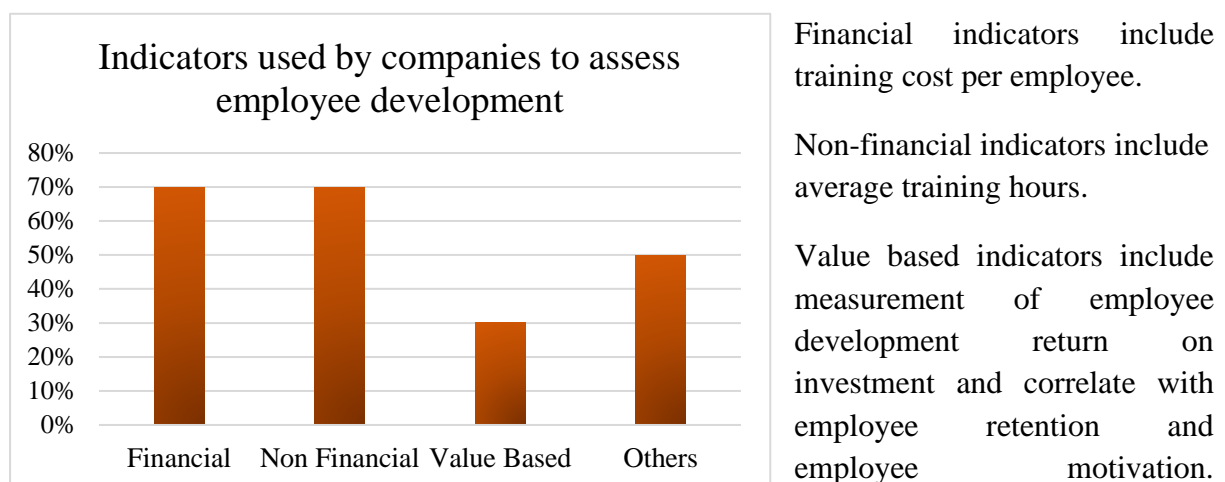 Indicators used by companies to assess
employee development
80%
70%
60%
50%
40%
30%
20%
10%
0%
Financial Non Financial Value Based Others
Financial indicators include
training cost per employee.
Non-financial indicators include
average training hours.
Value based indicators include
measurement of employee
development return on
investment and correlate with
employee retention and
employee motivation.